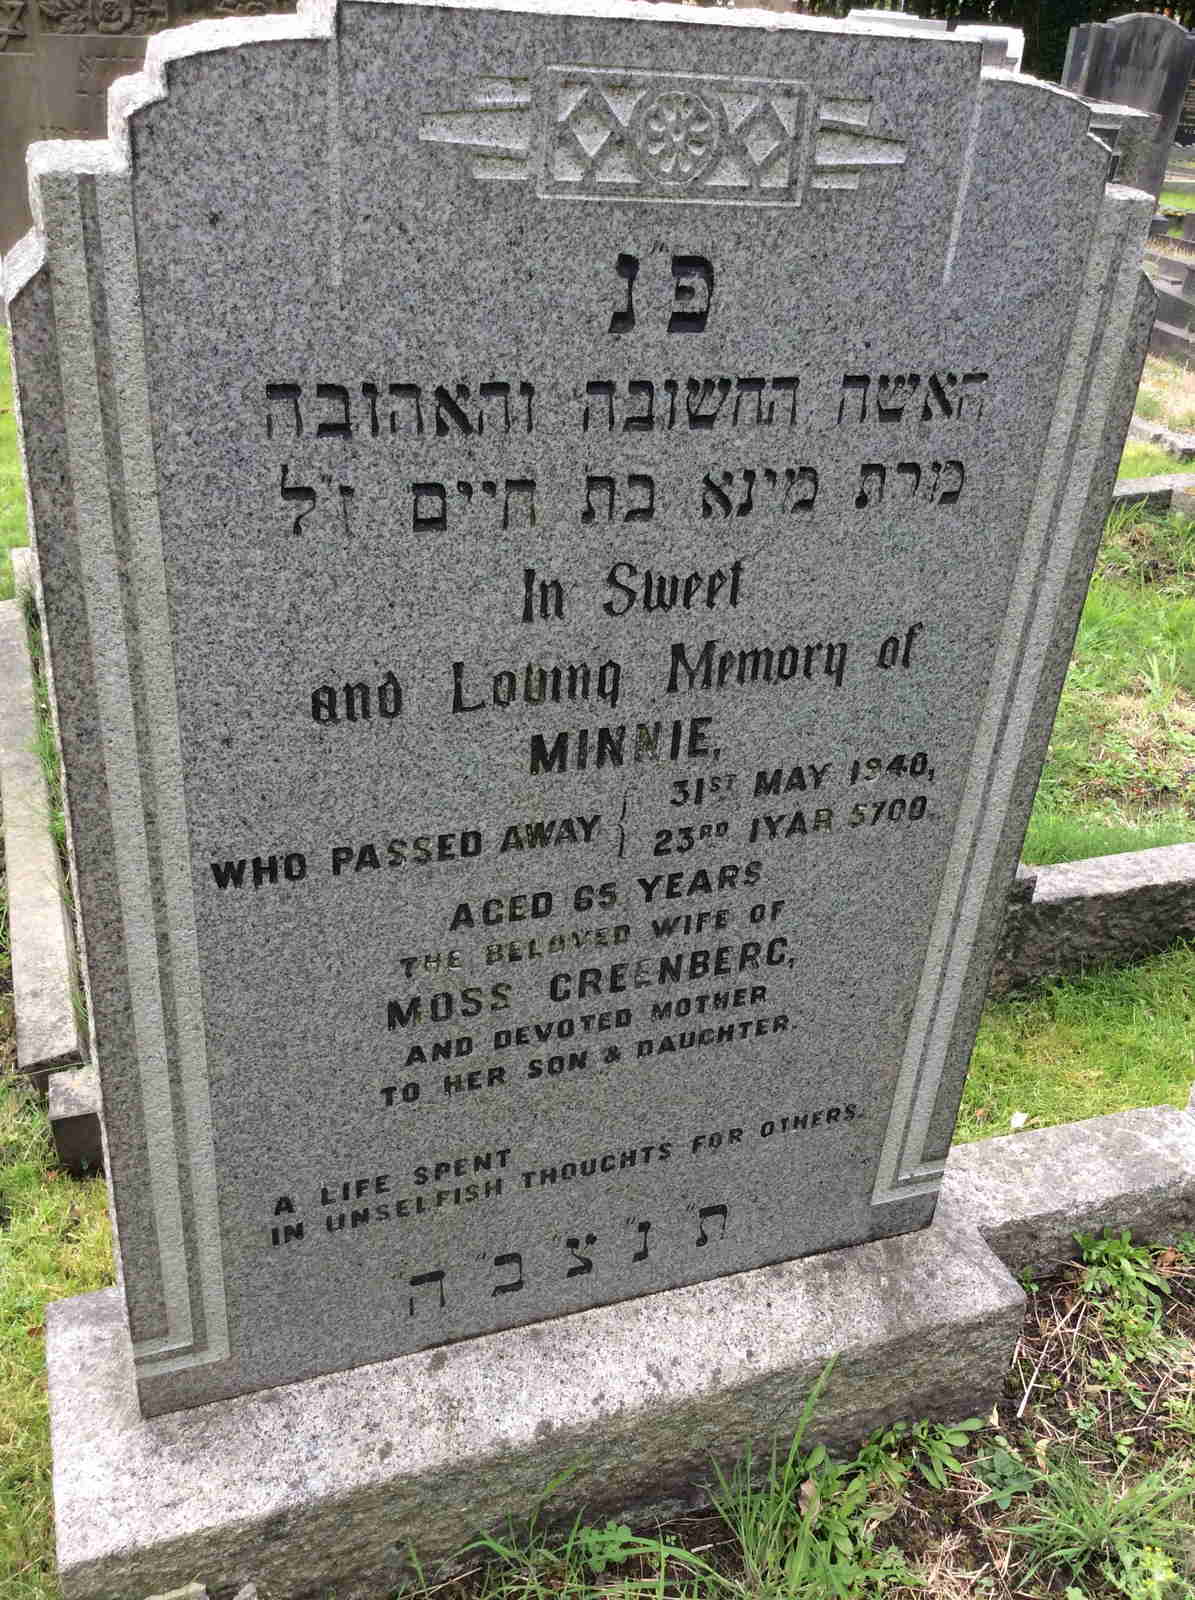 פ"נ
האשה החשובה והאהובה
מרת מינא בת חיים ז"ל
In Sweet
and Loving Memory of
MINNIE,
WHO PASSED AWAY { 31ST MAY 1940,
23RD IYAR 5700.
AGED 65 YEARS
THE BELOVED WIFE OF
MOSS GREENBERG,
AND DEVOTED MOTHER
TO HER SON & DAUGHTER.
A LIFE SPENT
IN UNSELFISH THOUGHTS FOR OTHERS.
ת"נ"צ"ב"ה